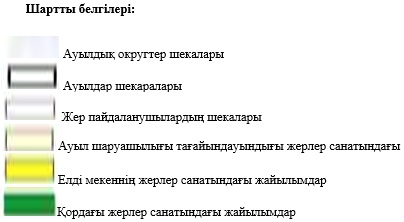 Шартты белгілері:
Ауылдық округтер шекалары
Ауылдар шекаралары
Жер пайдаланушылардың шекалары
Ауыл шаруашылығы тағайындауындығы жерлер санатындағы
Елді мекеннің жерлер санатындағы жайылымдар
Қордағы жерлер санатындағы жайылымдар